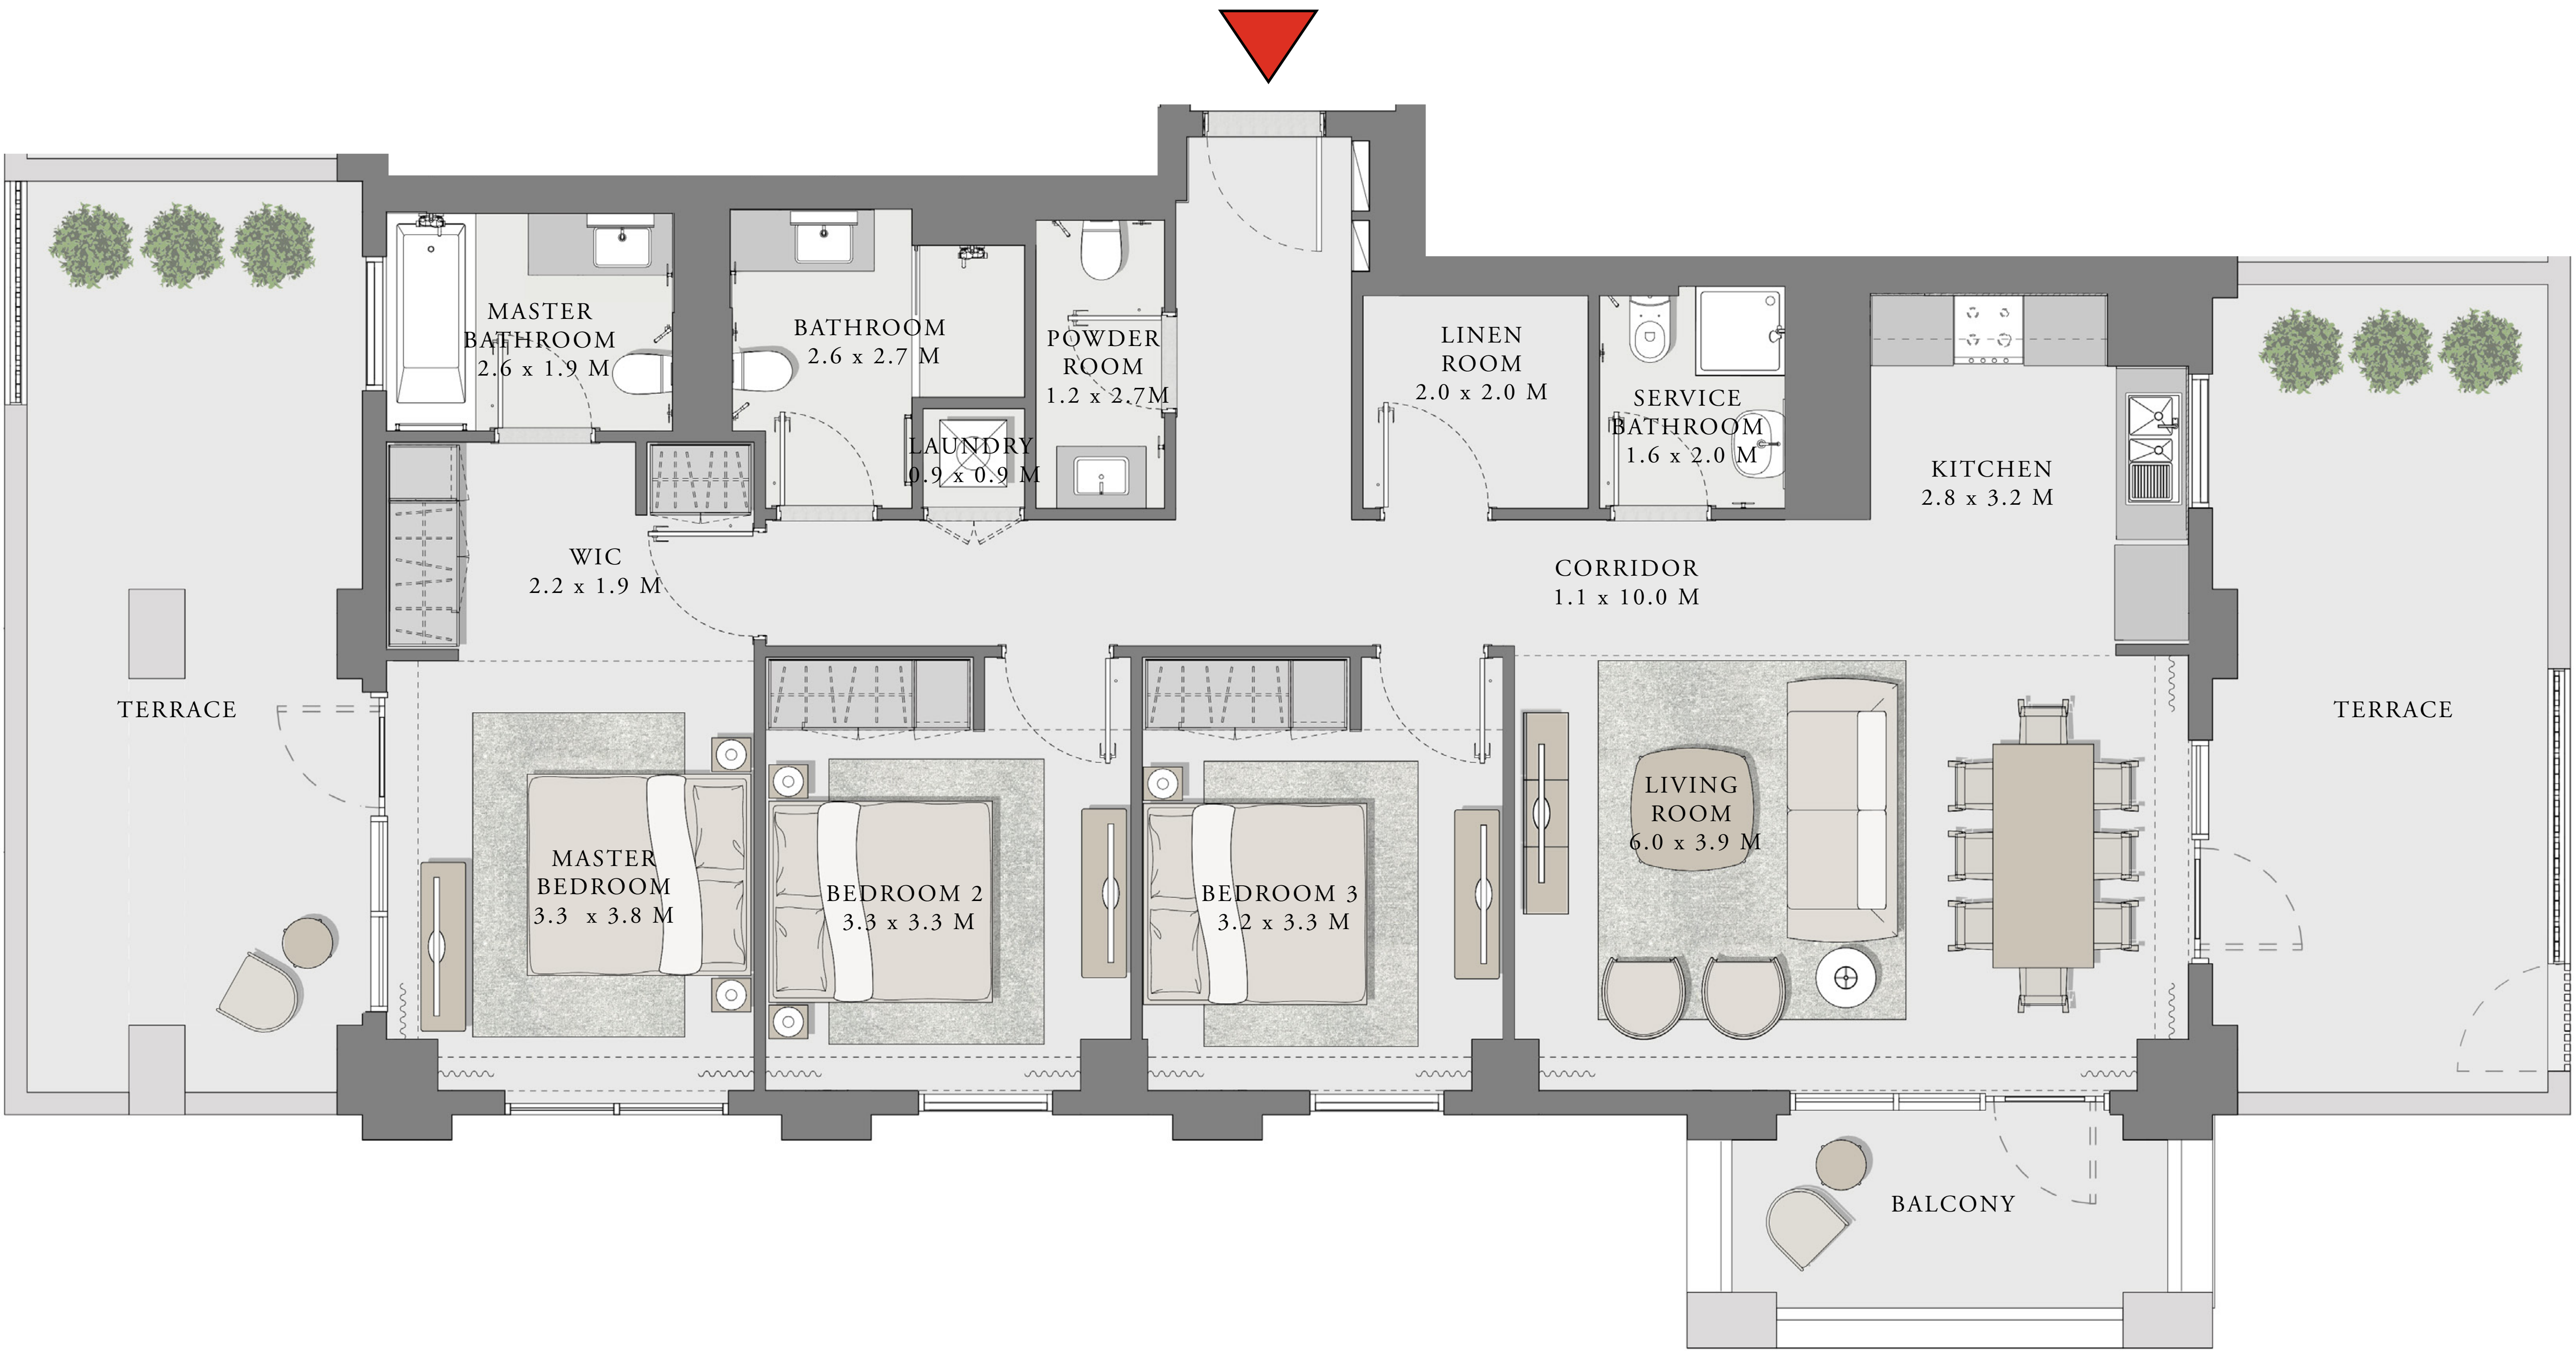 MASTER
BATHROOM
2.6 x 1.9 M
BATHROOM
2.6 x 2.7 M
POWDER
ROOM
1.2 x 2.7M
LAUNDRY
0.9 x 0.9 M
LINEN
ROOM
2.0 x 2.0 M
SERVICE
BATHROOM
1.6 x 2.0 M
KITCHEN
2.8 x 3.2 M
WIC
2.2 x 1.9 M
CORRIDOR
1.1 x 10.0 M
TERRACE
MASTER
BEDROOM
3.3 x 3.8 M
BEDROOM 2
3.3 x 3.3 M
BEDROOM 3
3.2 x 3.3 M
LIVING
ROOM
6.0 x 3.9 M
TERRACE
BALCONY